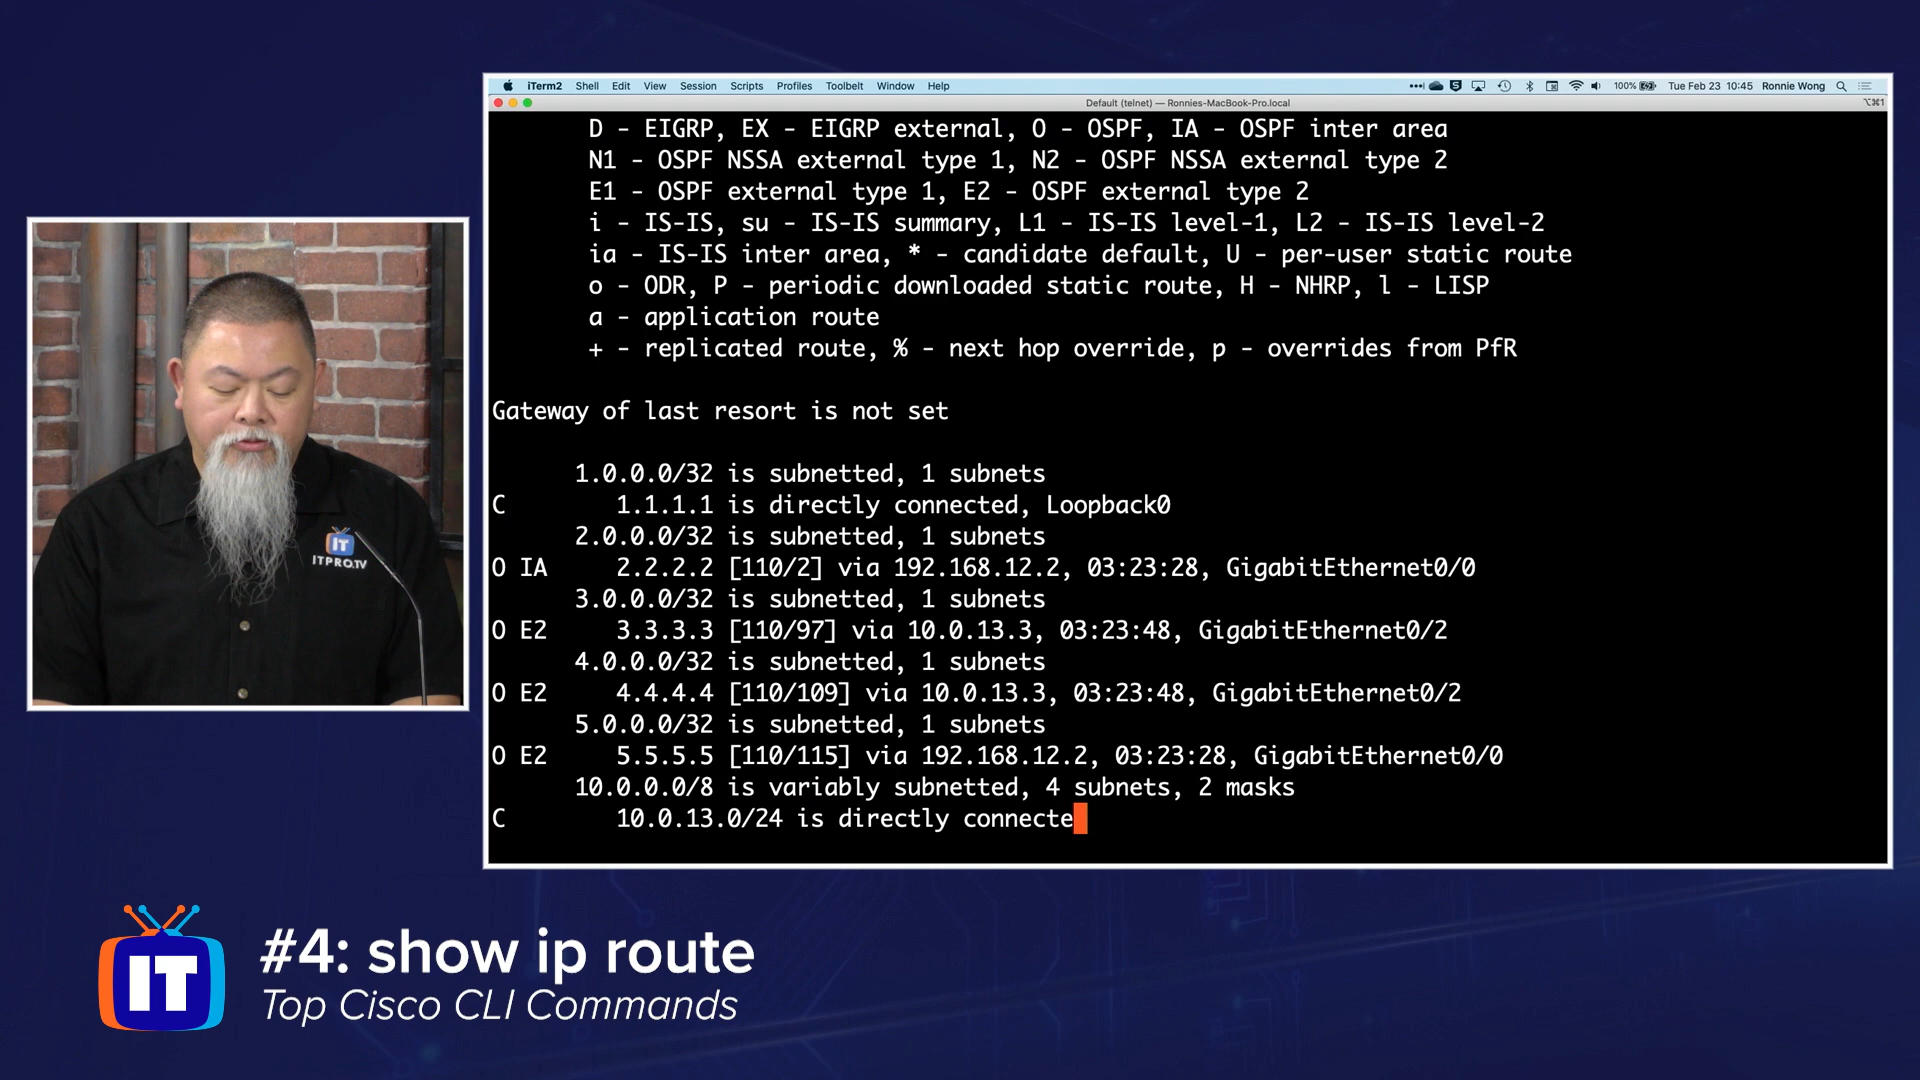 iTerm2 Shell Edit View Session Scripts Profiles Toolbelt Window Help 100% Tue Feb 23 10:45 Ronnie Wong
Default (telnet) — Ronnies-MacBook-Pro.local ⌥⌘1
D - EIGRP, EX - EIGRP external, O - OSPF, IA - OSPF inter area
N1 - OSPF NSSA external type 1, N2 - OSPF NSSA external type 2
E1 - OSPF external type 1, E2 - OSPF external type 2
i - IS-IS, su - IS-IS summary, L1 - IS-IS level-1, L2 - IS-IS level-2
ia - IS-IS inter area, * - candidate default, U - per-user static route
o - ODR, P - periodic downloaded static route, H - NHRP, l - LISP
a - application route
+ - replicated route, % - next hop override, p - overrides from PfR
Gateway of last resort is not set
1.0.0.0/32 is subnetted, 1 subnets
C 1.1.1.1 is directly connected, Loopback0
2.0.0.0/32 is subnetted, 1 subnets
O IA 2.2.2.2 [110/2] via 192.168.12.2, 03:23:28, GigabitEthernet0/0
3.0.0.0/32 is subnetted, 1 subnets
O E2 3.3.3.3 [110/97] via 10.0.13.3, 03:23:48, GigabitEthernet0/2
4.0.0.0/32 is subnetted, 1 subnets
O E2 4.4.4.4 [110/109] via 10.0.13.3, 03:23:48, GigabitEthernet0/2
5.0.0.0/32 is subnetted, 1 subnets
O E2 5.5.5.5 [110/115] via 192.168.12.2, 03:23:28, GigabitEthernet0/0
10.0.0.0/8 is variably subnetted, 4 subnets, 2 masks
C 10.0.13.0/24 is directly connecte
IT
ITPRO.TV
IT
#4: show ip route
Top Cisco CLI Commands